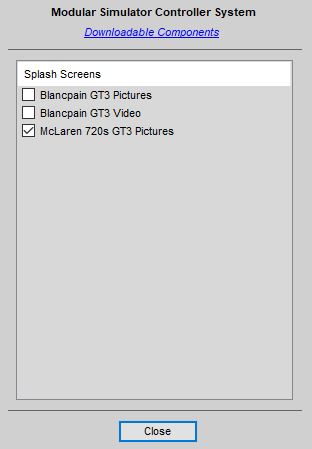 Modular Simulator Controller System
Downloadable Components
Splash Screens
Blancpain GT3 Pictures
Blancpain GT3 Video
McLaren 720s GT3 Pictures
Close